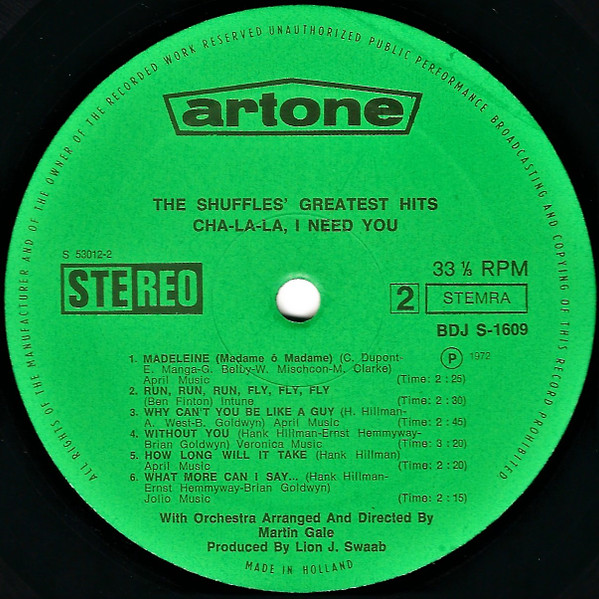 ALL RIGHTS OF THE MANUFACTURER AND OF THE OWNER OF THE RECORDED WORK RESERVED UNAUTHORIZED PUBLIC PERFORMANCE BROADCASTING AND COPYING OF THIS RECORD PROHIBITED
artone
THE SHUFFLES' GREATEST HITS
CHA-LA-LA, I NEED YOU
S 53012-2
STEREO
33 ⅓ RPM
2 STEMRA
BDJ S-1609
Ⓟ 1972
1. MADELEINE (Madame ô Madame) (C. Dupont-
E. Manga-G. Belby-W. Mischcon-M. Clarke)
April Music (Time: 2 : 25)
2. RUN, RUN, RUN, FLY, FLY, FLY
(Ben Finton) Intune (Time: 2 : 30)
3. WHY CAN'T YOU BE LIKE A GUY (H. Hillman-
A. West-B. Goldwyn) April Music (Time: 2 : 45)
4. WITHOUT YOU (Hank Hillman-Ernst Hemmyway-
Brian Goldwyn) Veronica Music (Time: 3 : 20)
5. HOW LONG WILL IT TAKE (Hank Hillman)
April Music (Time: 2 : 20)
6. WHAT MORE CAN I SAY... (Hank Hillman-
Ernst Hemmyway-Brian Goldwyn)
Jolio Music (Time: 2 : 15)
With Orchestra Arranged And Directed By
Martin Gale
Produced By Lion J. Swaab
MADE IN HOLLAND